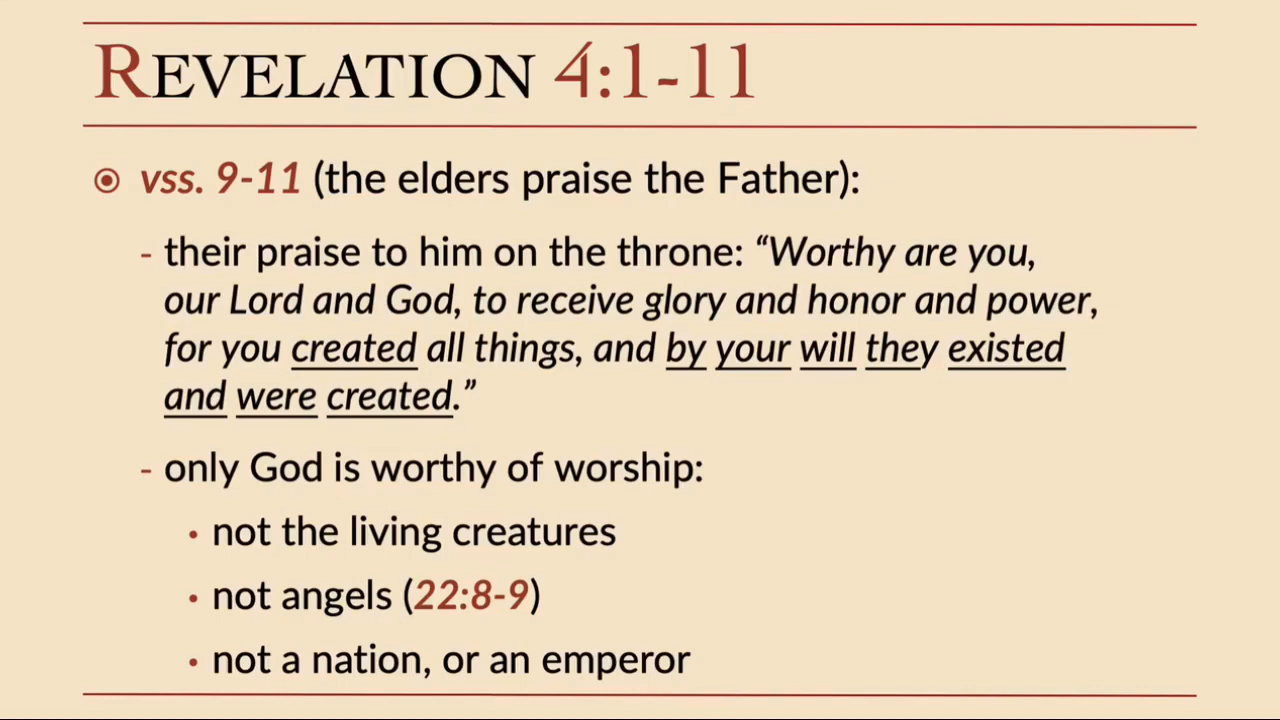 REVELATION 4:1-11
vss. 9-11 (the elders praise the Father):
- their praise to him on the throne: “Worthy are you,
our Lord and God, to receive glory and honor and power,
for you created all things, and by your will they existed
and were created.”
- only God is worthy of worship:
• not the living creatures
• not angels (22:8-9)
• not a nation, or an emperor